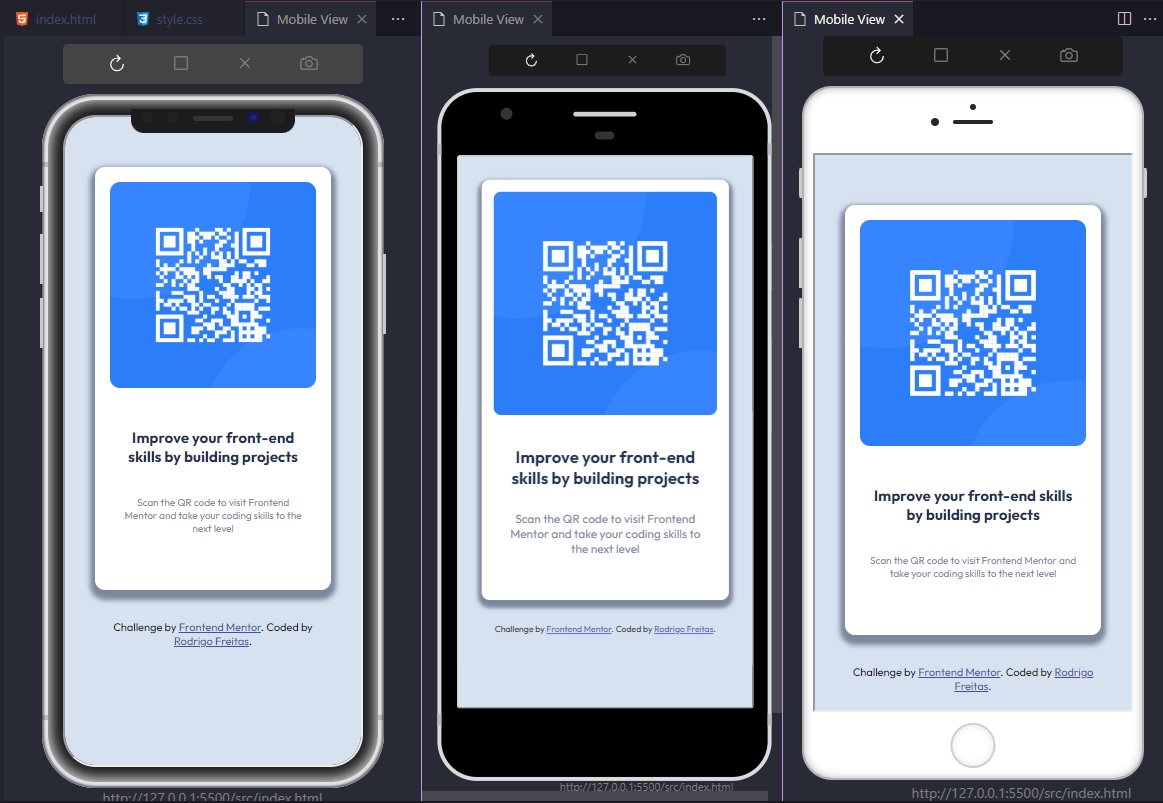 index.html
style.css
Mobile View
Mobile View
Mobile View
Improve your front-end
skills by building projects
Scan the QR code to visit Frontend
Mentor and take your coding skills to the
next level
Challenge by Frontend Mentor. Coded by
Rodrigo Freitas.
http://127.0.0.1:5500/src/index.html
Improve your front-end
skills by building projects
Scan the QR code to visit Frontend
Mentor and take your coding skills to
the next level
Challenge by Frontend Mentor. Coded by Rodrigo Freitas.
http://127.0.0.1:5500/src/index.html
Improve your front-end skills
by building projects
Scan the QR code to visit Frontend Mentor and
take your coding skills to the next level
Challenge by Frontend Mentor. Coded by Rodrigo
Freitas.
http://127.0.0.1:5500/src/index.html